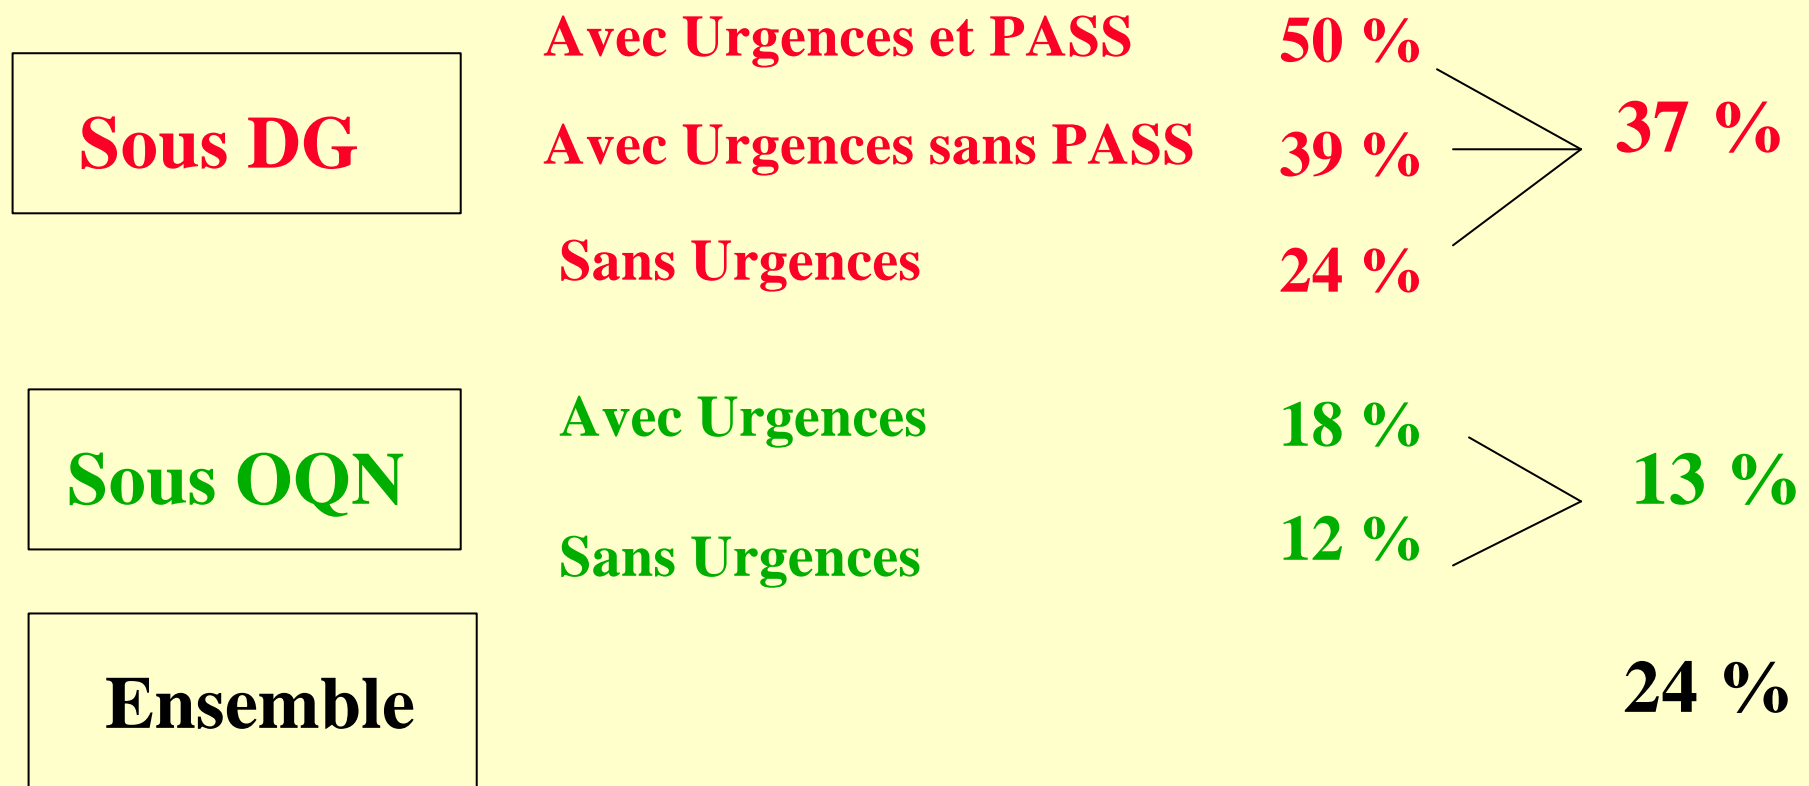 Avec Urgences et PASS 50 %
Sous DG
Avec Urgences sans PASS 39 %
37 %
Sans Urgences 24 %
Avec Urgences 18 %
Sous OQN
13 %
Sans Urgences 12 %
Ensemble
24 %